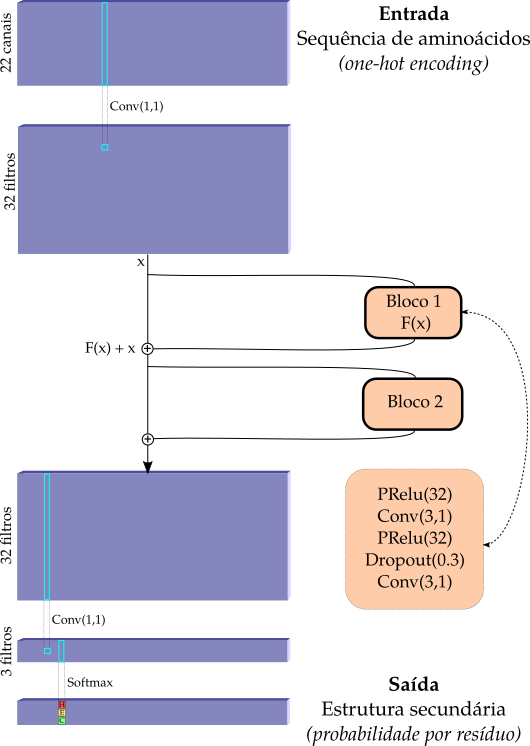 Entrada
Sequência de aminoácidos
(one-hot encoding)
22 canais
Conv(1,1)
32 filtros
x
Bloco 1
F(x)
F(x) + x
Bloco 2
32 filtros
PRelu(32)
Conv(3,1)
PRelu(32)
Dropout(0.3)
Conv(3,1)
Conv(1,1)
3 filtros
Softmax
H
E
C
Saída
Estrutura secundária
(probabilidade por resíduo)